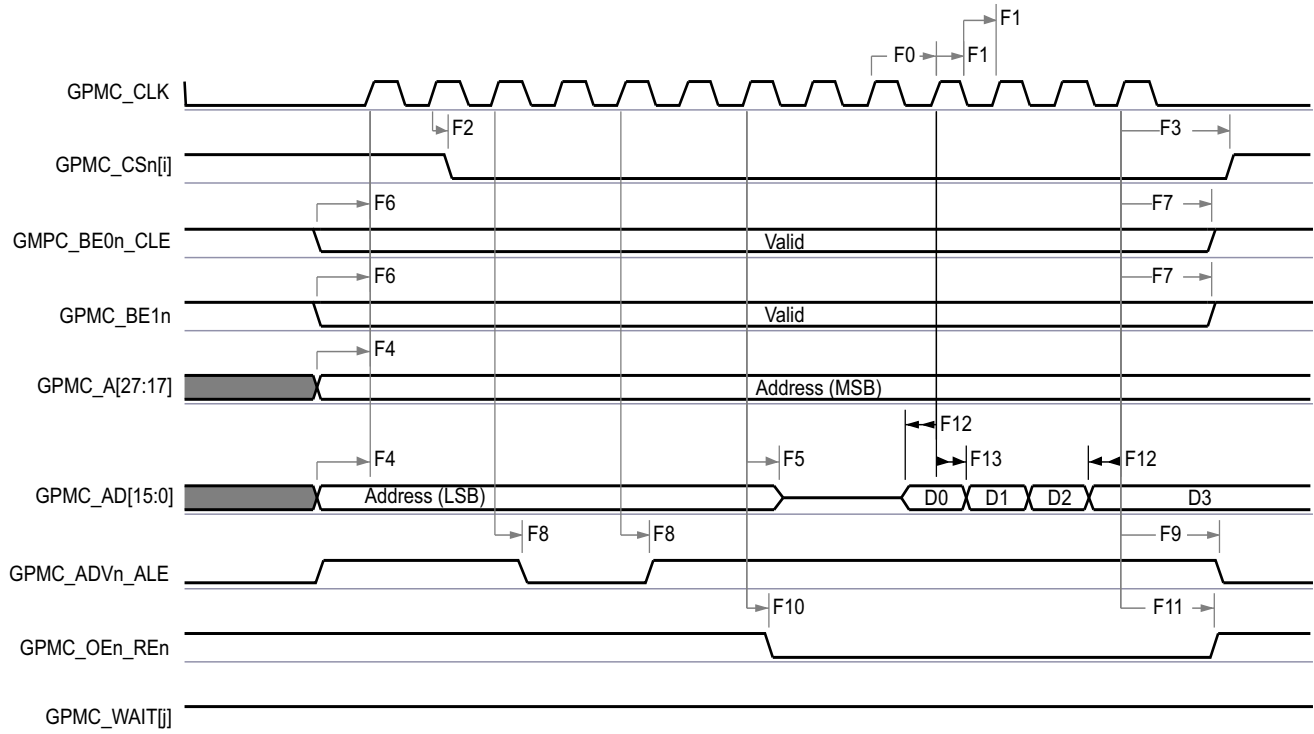 F1
F0
F1
GPMC_CLK
F2
F3
GPMC_CSn[i]
F6
F7
GMPC_BE0n_CLE
Valid
F6
F7
GPMC_BE1n
Valid
F4
GPMC_A[27:17]
Address (MSB)
F12
F4
F5
F13
F12
GPMC_AD[15:0]
Address (LSB)
D0
D1
D2
D3
F8
F8
F9
GPMC_ADVn_ALE
F10
F11
GPMC_OEn_REn
GPMC_WAIT[j]